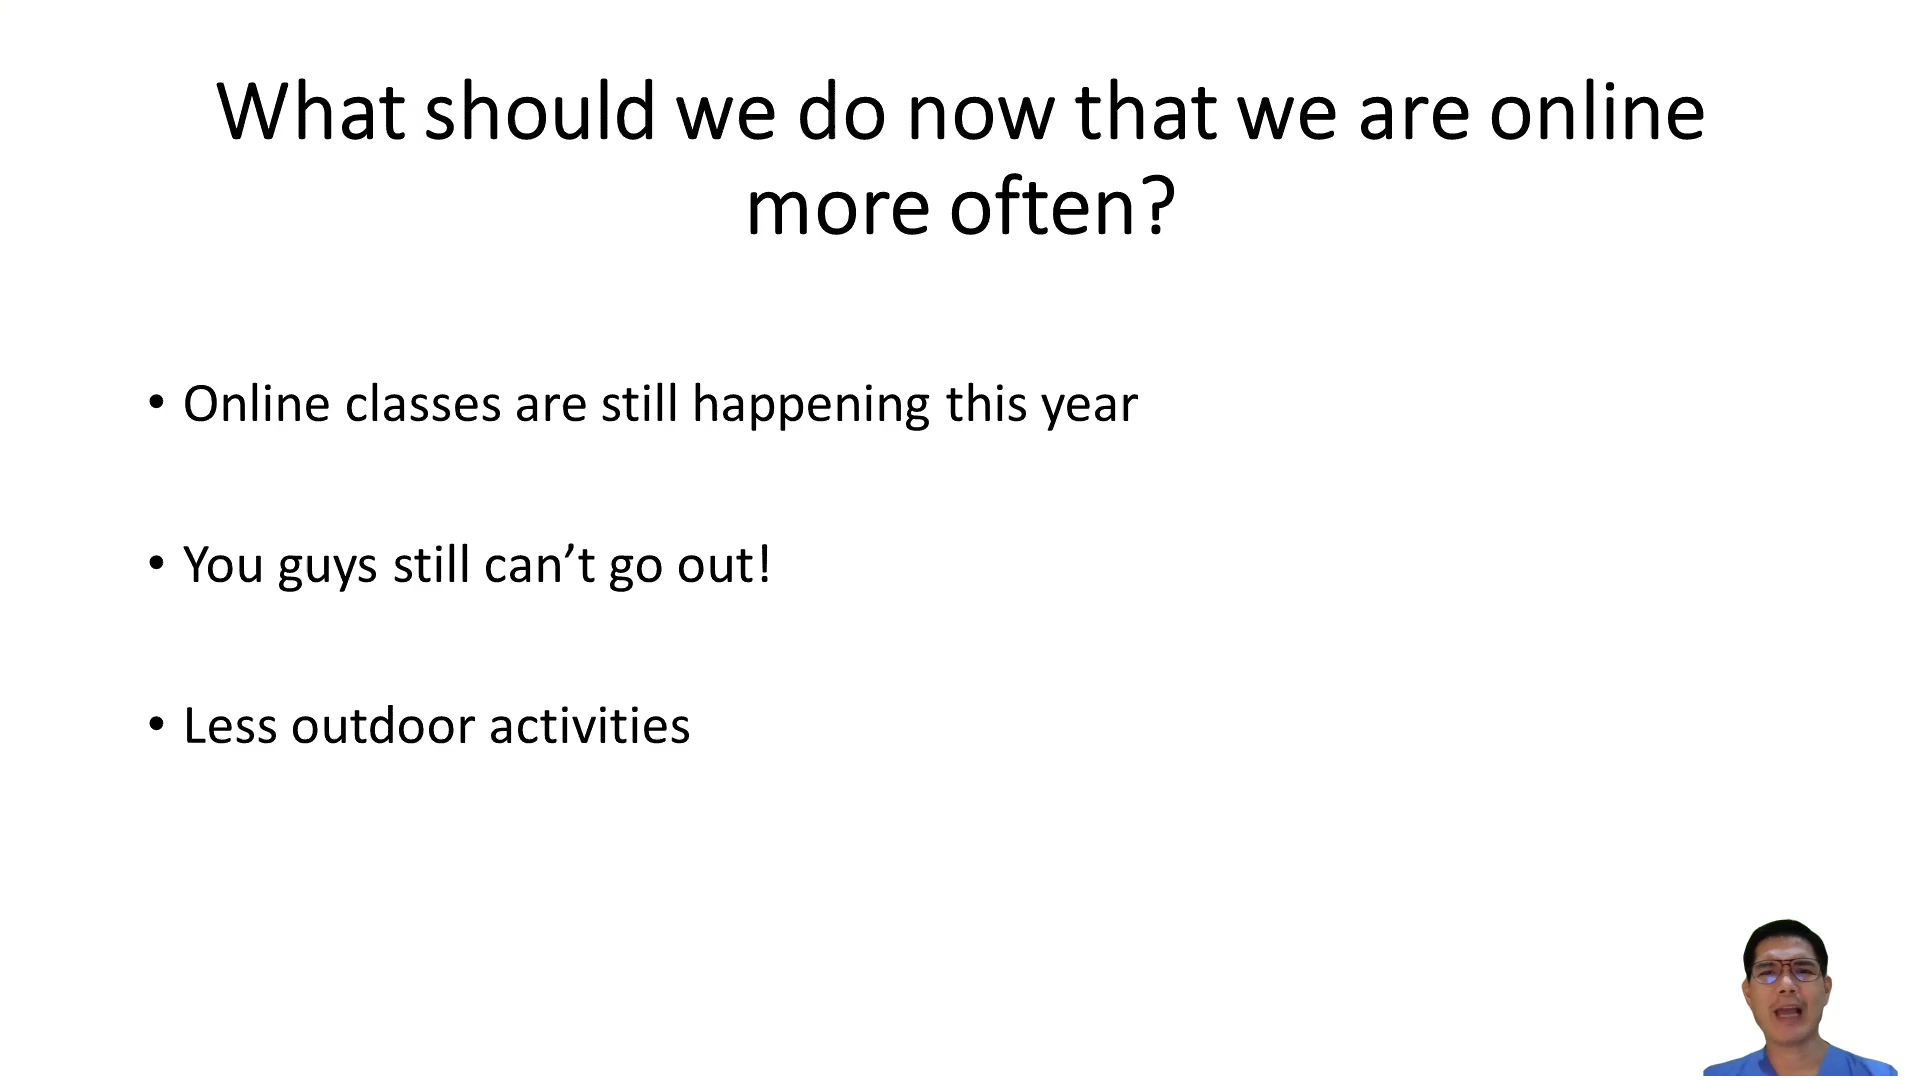 What should we do now that we are online
more often?
• Online classes are still happening this year
• You guys still can’t go out!
• Less outdoor activities